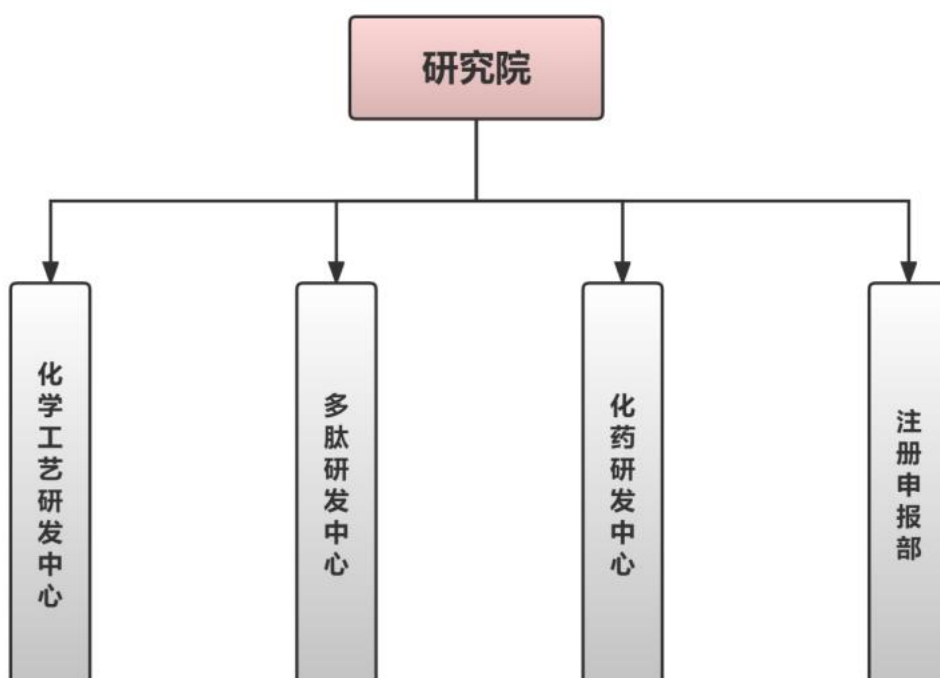 研究院
化学工艺研发中心
多肽研发中心
化药研发中心
注册申报部